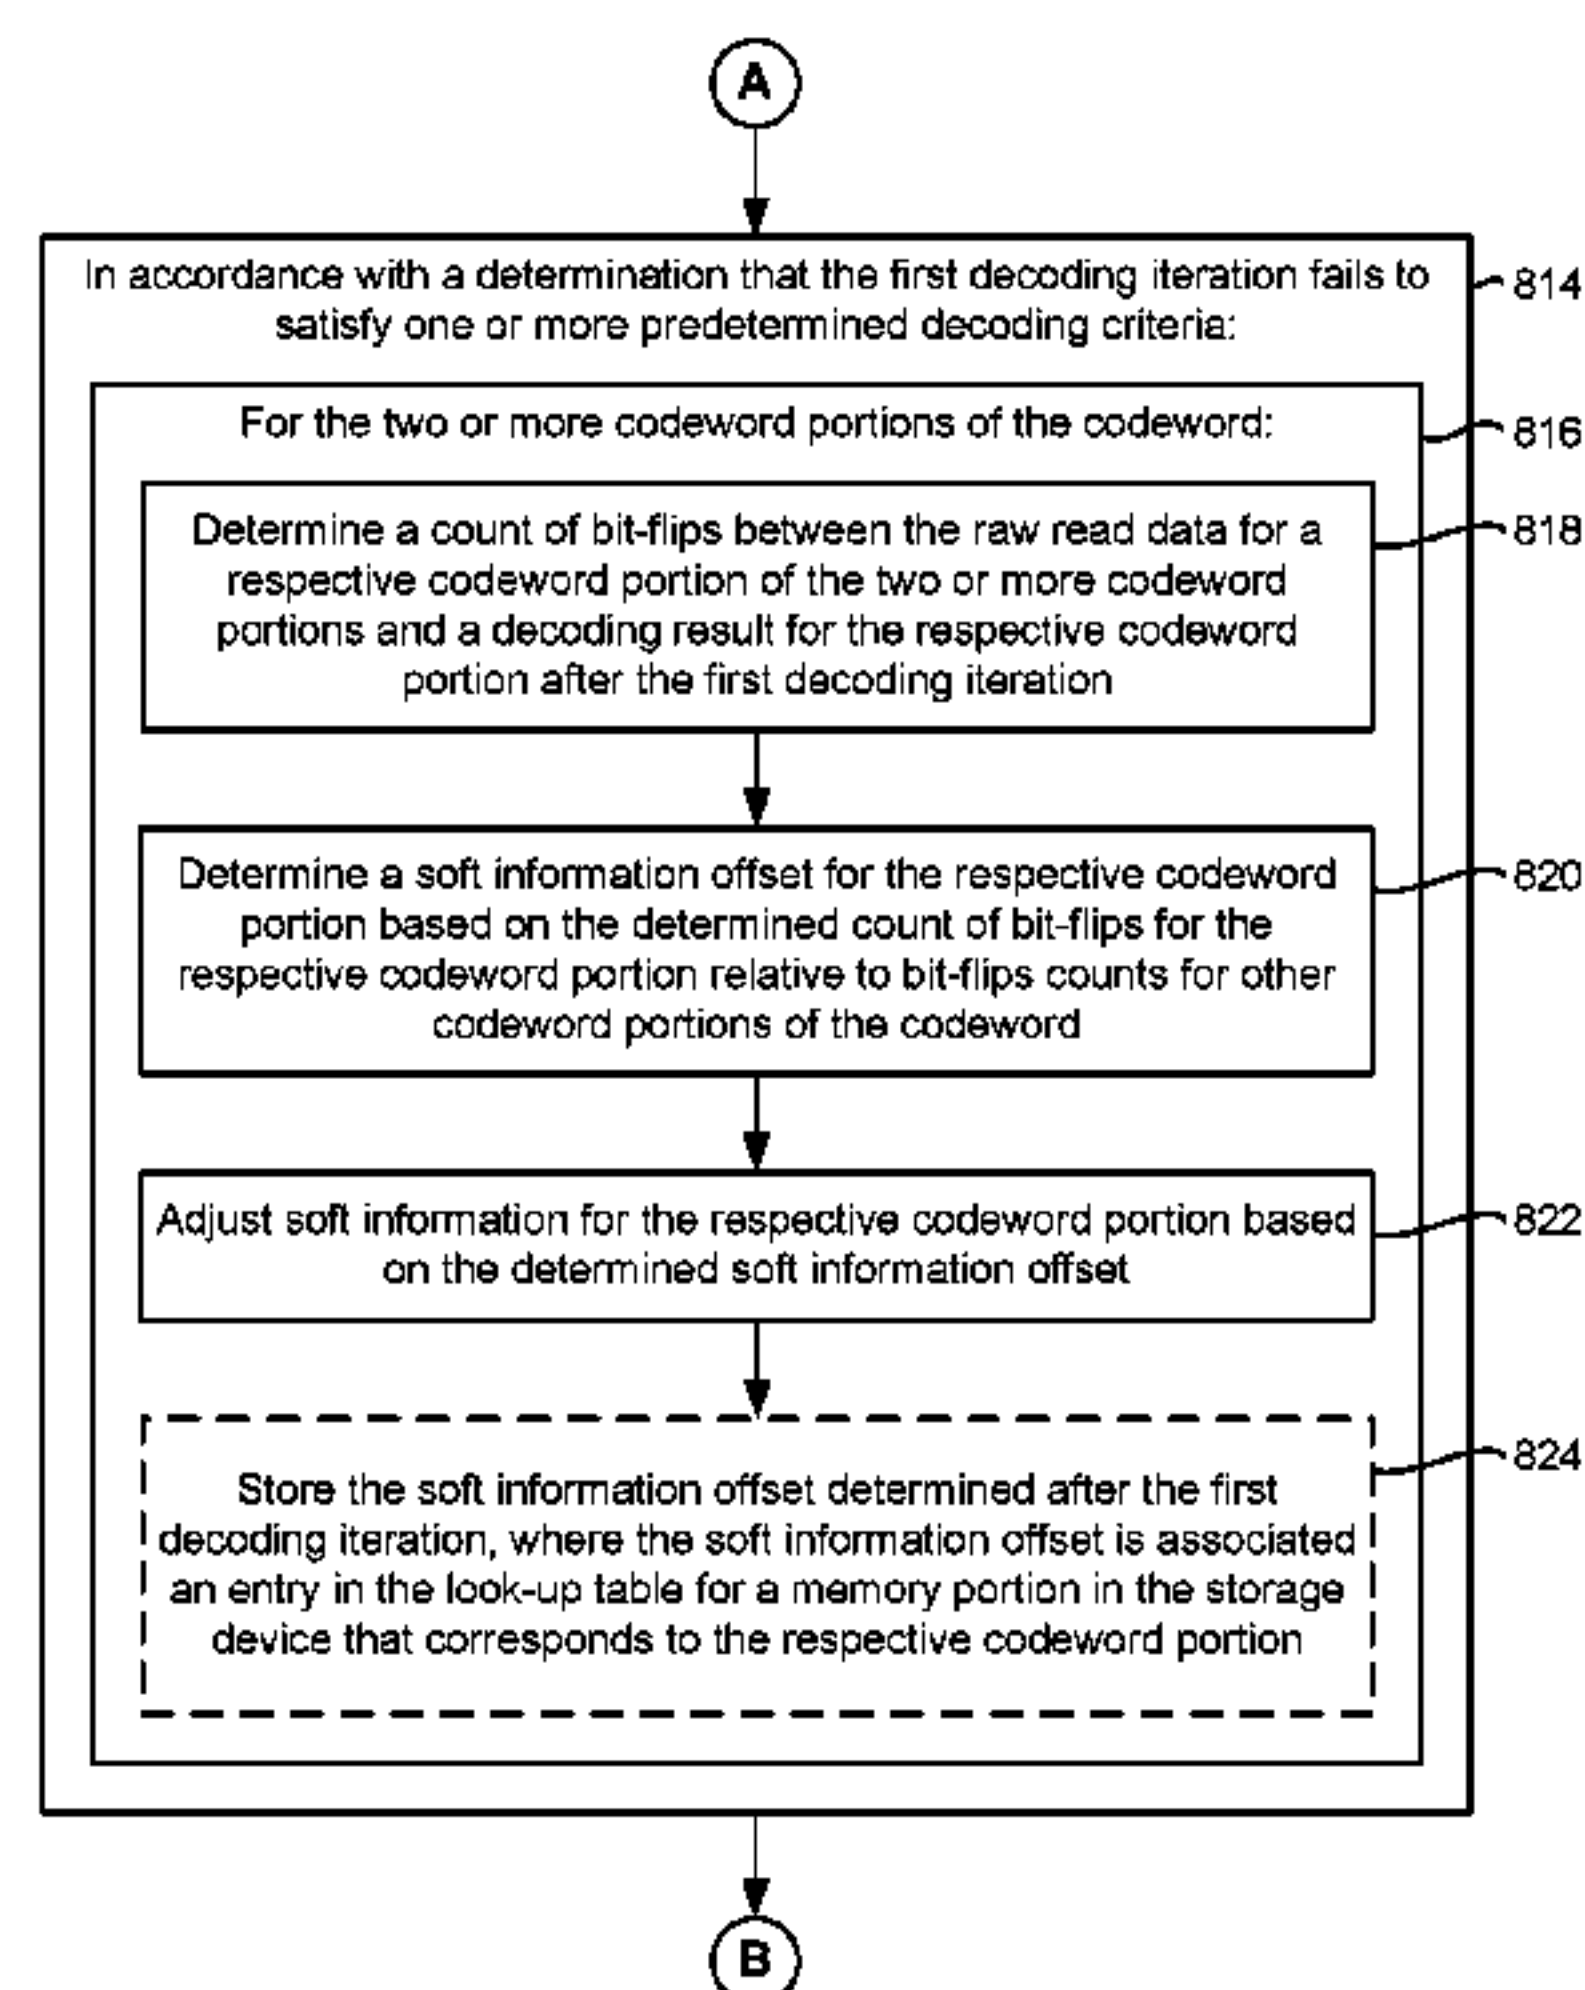 A
In accordance with a determination that the first decoding iteration fails to
satisfy one or more predetermined decoding criteria:
814
For the two or more codeword portions of the codeword:
816
Determine a count of bit-flips between the raw read data for a
respective codeword portion of the two or more codeword
portions and a decoding result for the respective codeword
portion after the first decoding iteration
818
Determine a soft information offset for the respective codeword
portion based on the determined count of bit-flips for the
respective codeword portion relative to bit-flips counts for other
codeword portions of the codeword
820
Adjust soft information for the respective codeword portion based
on the determined soft information offset
822
Store the soft information offset determined after the first
decoding iteration, where the soft information offset is associated
an entry in the look-up table for a memory portion in the storage
device that corresponds to the respective codeword portion
824
B